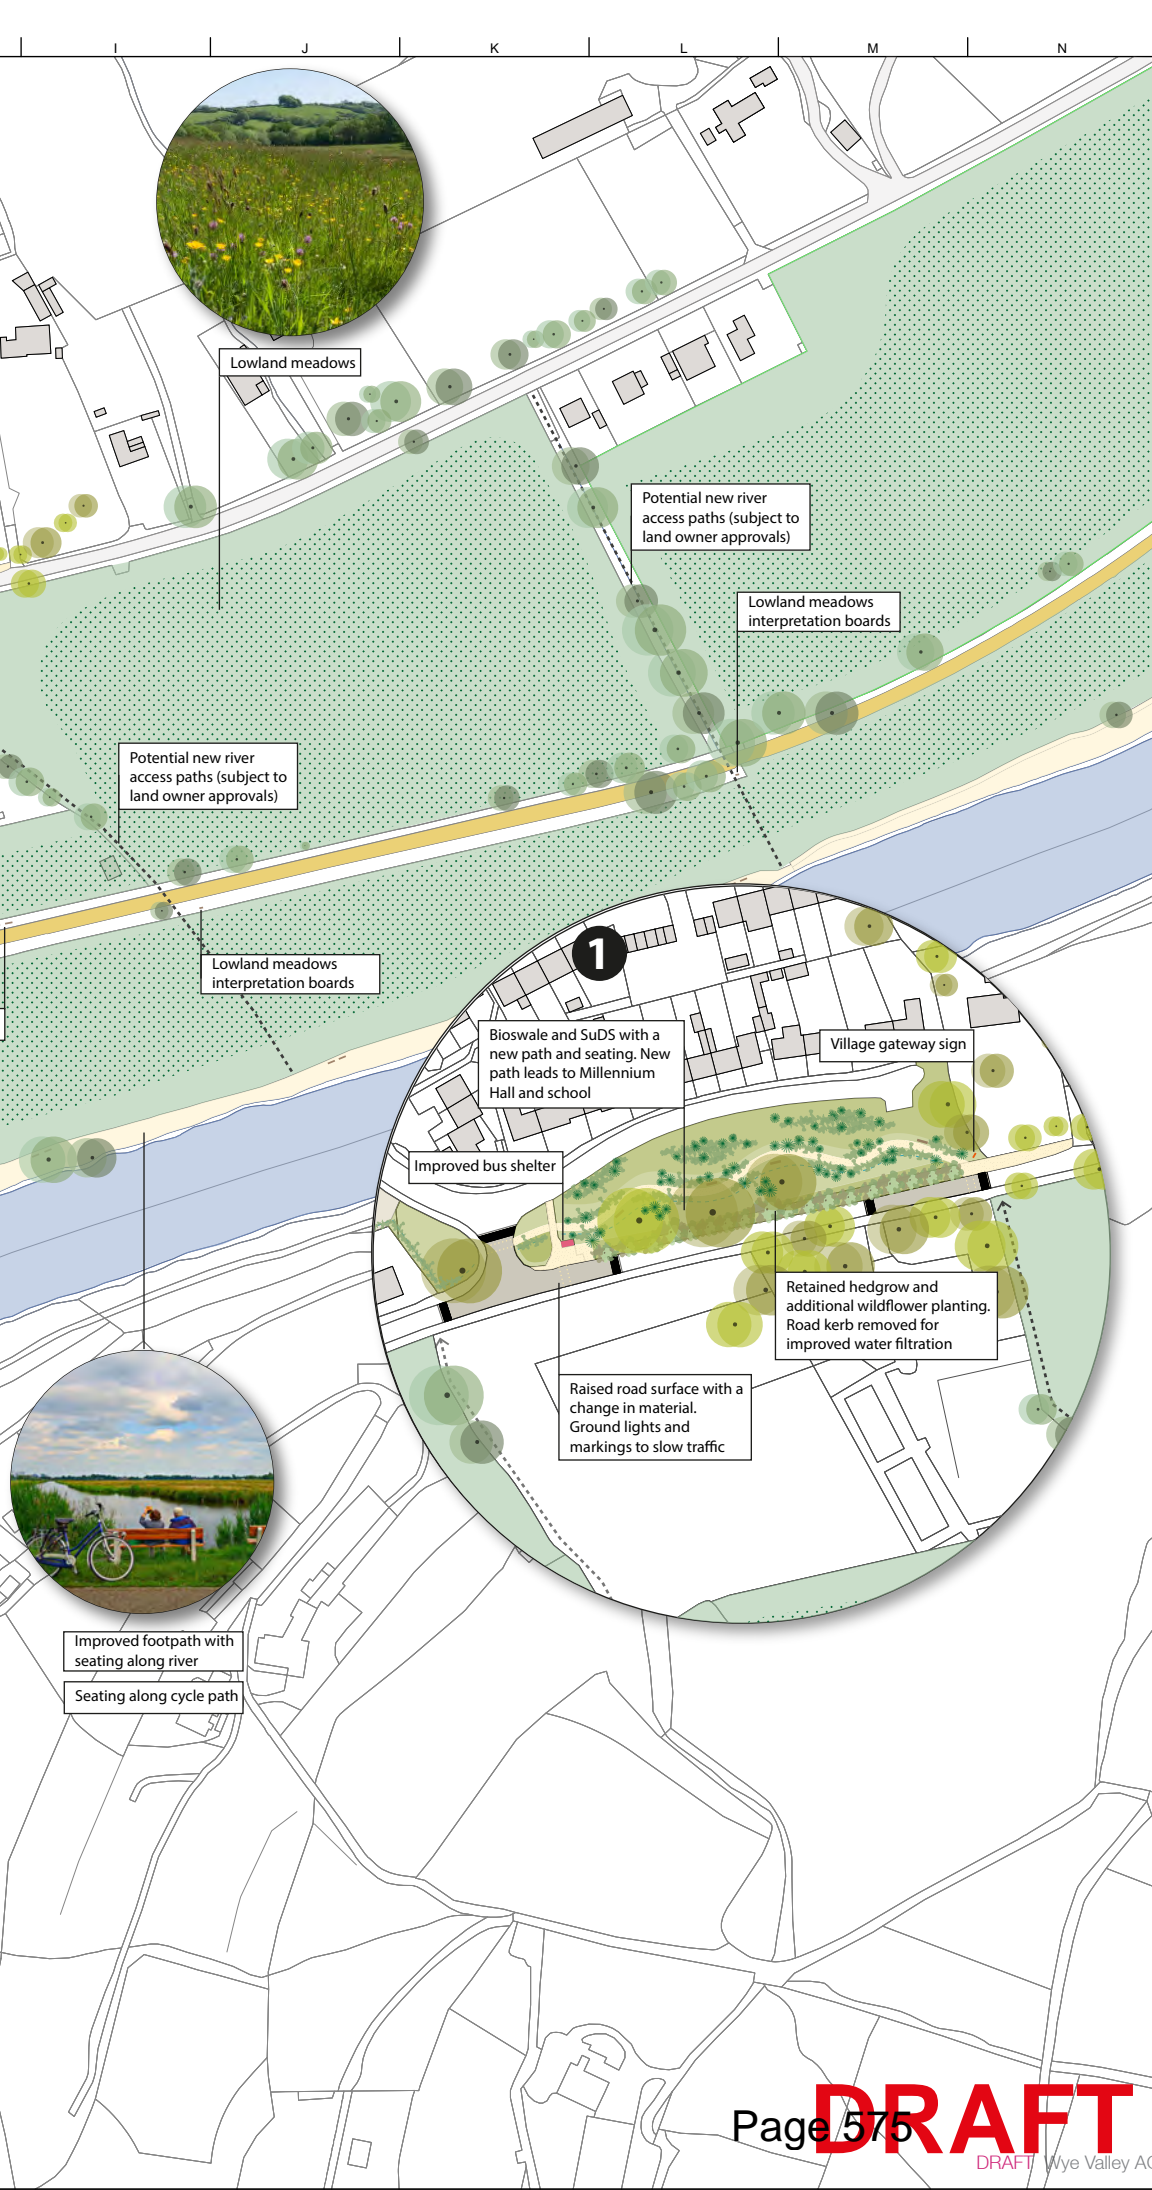 I J K L M N
Lowland meadows
Potential new river
access paths (subject to
land owner approvals)
Lowland meadows
interpretation boards
Potential new river
access paths (subject to
land owner approvals)
Lowland meadows
interpretation boards
1
Bioswale and SuDS with a
new path and seating. New
path leads to Millennium
Hall and school
Village gateway sign
Improved bus shelter
Retained hedgrow and
additional wildflower planting.
Road kerb removed for
improved water filtration
Raised road surface with a
change in material.
Ground lights and
markings to slow traffic
Improved footpath with
seating along river
Seating along cycle path
DRAFT
Page 575
DRAFT Wye Valley AO